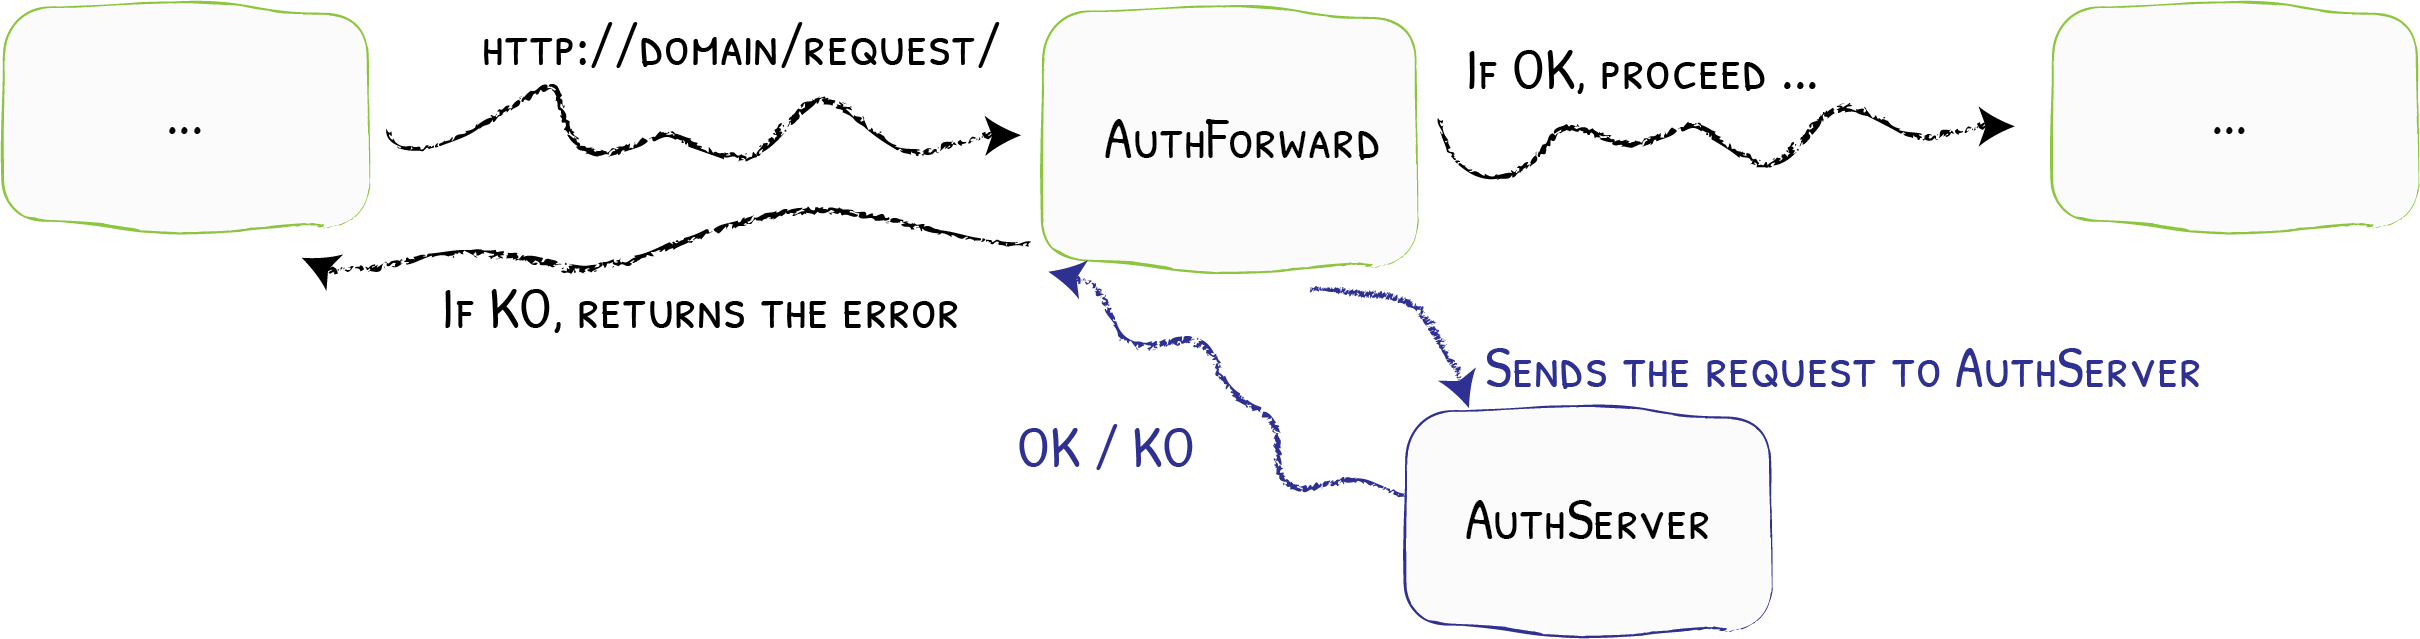 http://domain/request/
If OK, proceed ...
...
AuthForward
...
If KO, returns the error
Sends the request to AuthServer
OK / KO
AuthServer